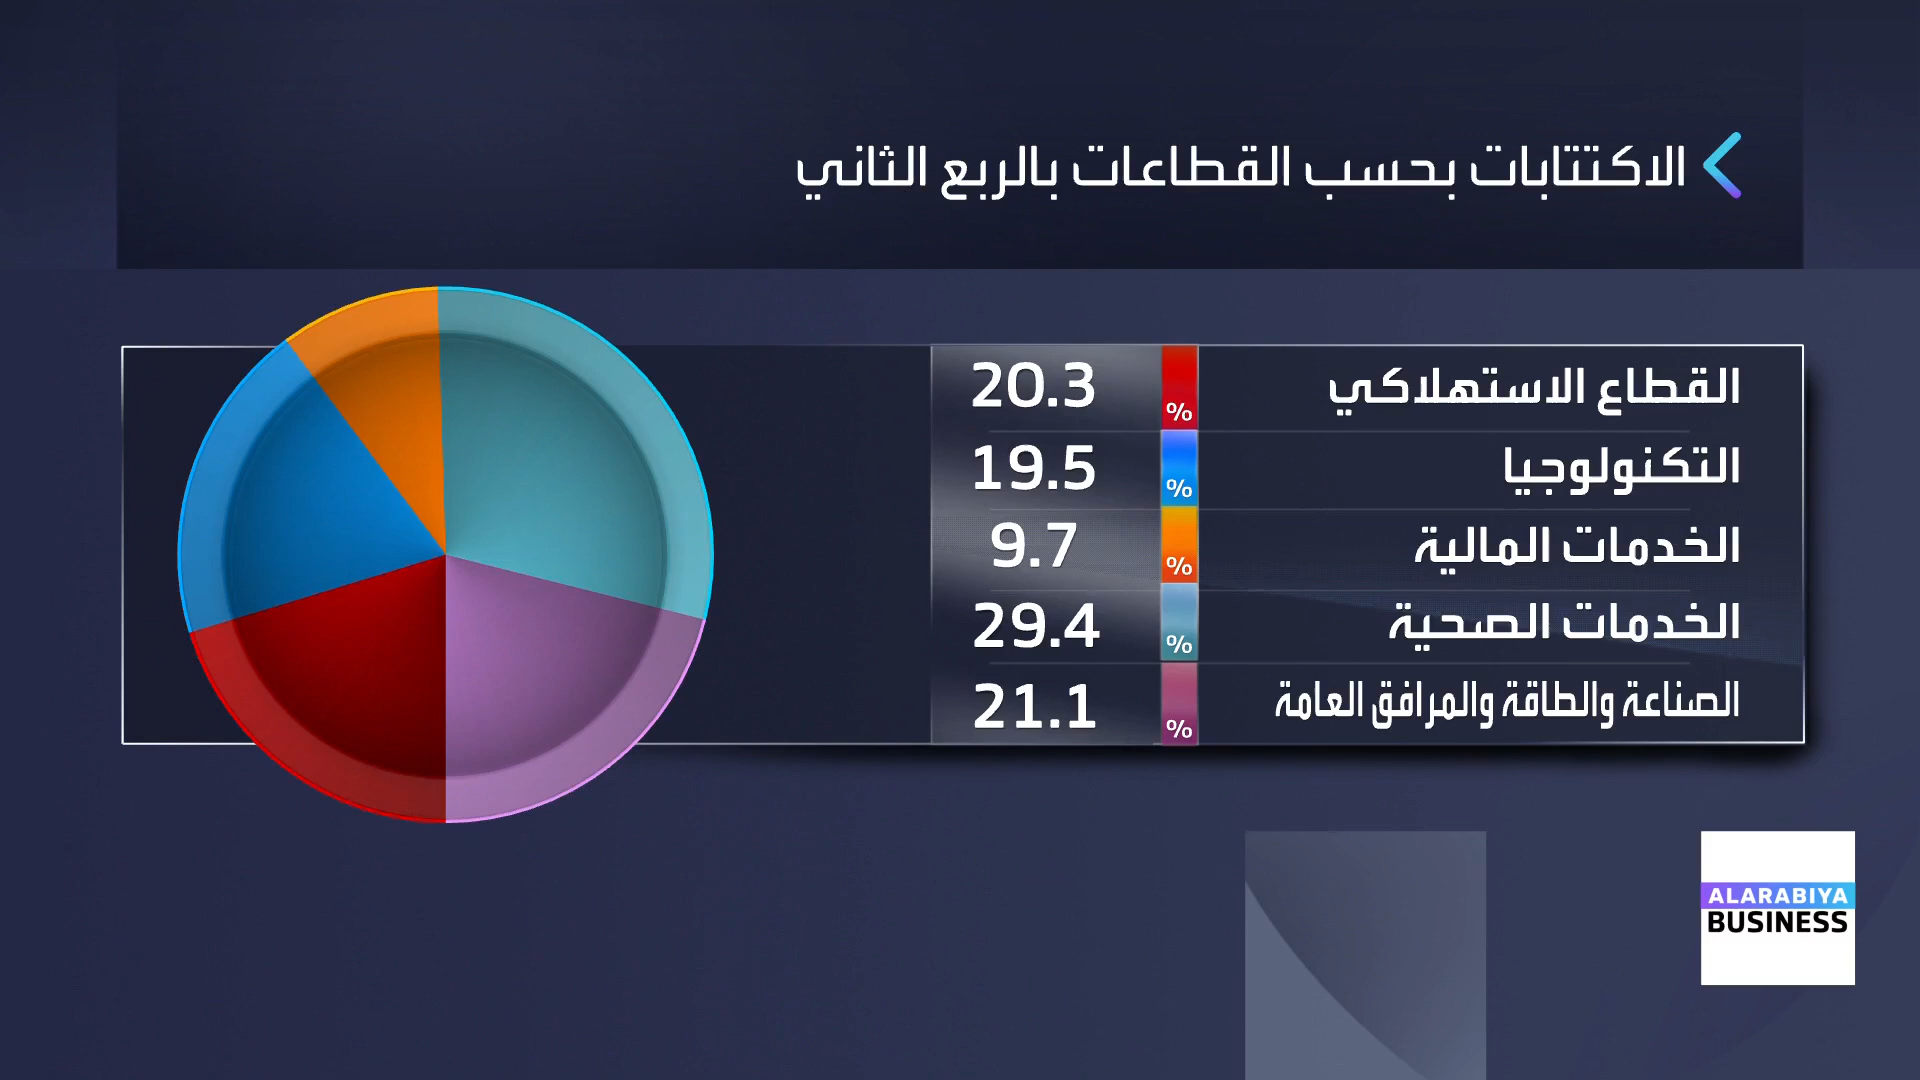 الاكتتابات بحسب القطاعات بالربع الثاني
القطاع الاستهلاكي % 20.3
التكنولوجيا % 19.5
الخدمات المالية % 9.7
الخدمات الصحية % 29.4
الصناعة والطاقة والمرافق العامة % 21.1
ALARABIYA
BUSINESS